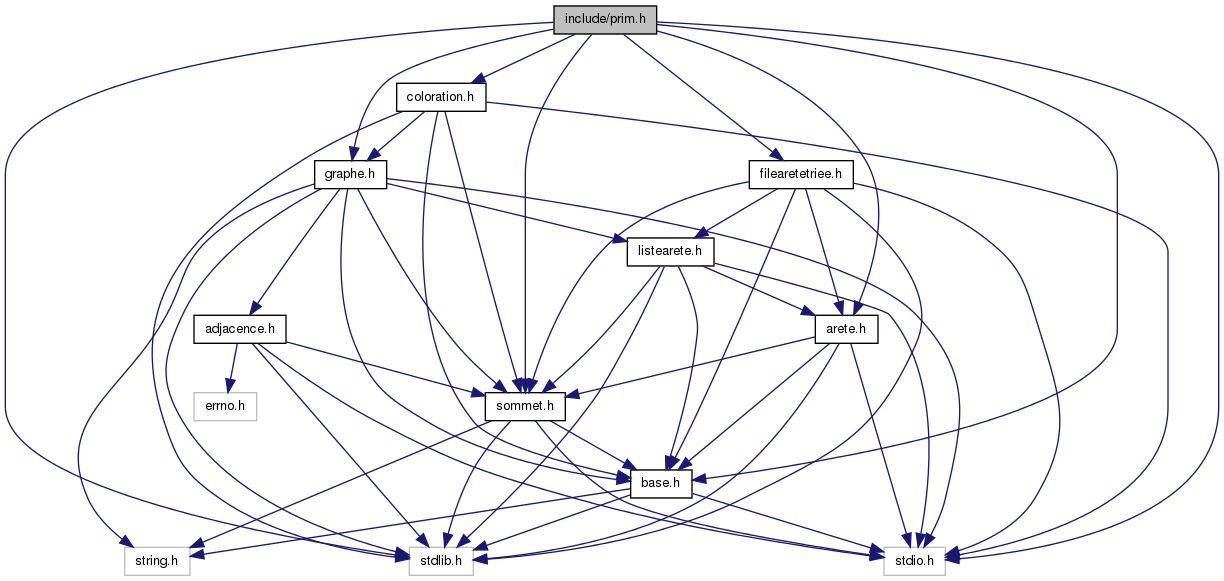 include/prim.h
coloration.h
graphe.h
filearetetriee.h
listearete.h
adjacence.h
arete.h
errno.h
sommet.h
base.h
string.h
stdlib.h
stdio.h